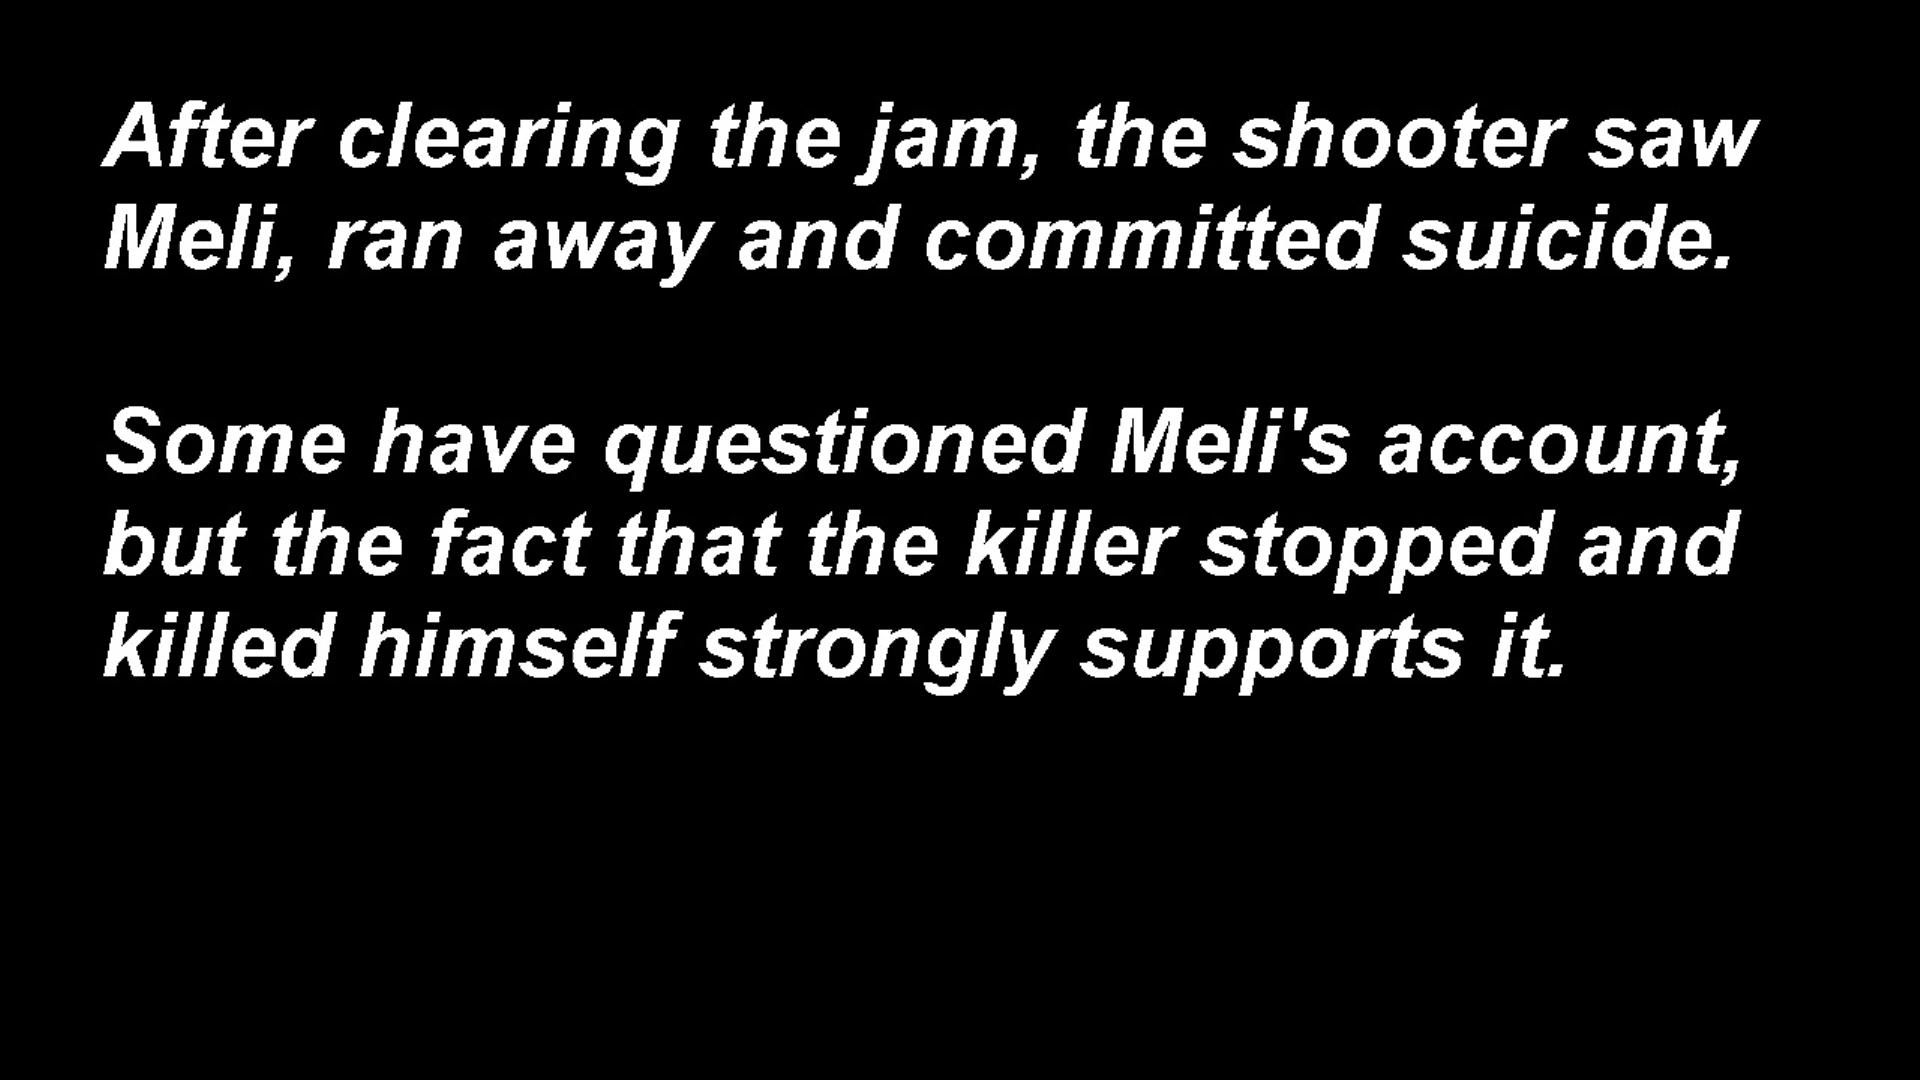 After clearing the jam, the shooter saw
Meli, ran away and committed suicide.
Some have questioned Meli's account,
but the fact that the killer stopped and
killed himself strongly supports it.